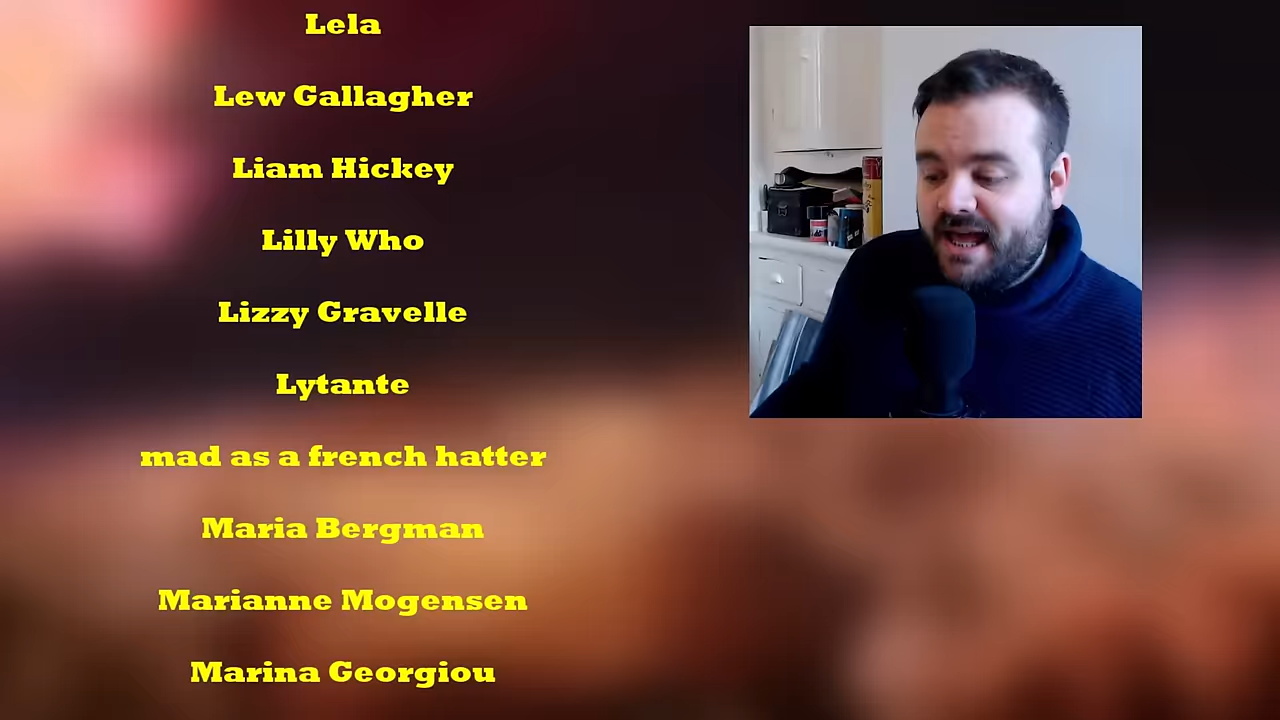 Lela
Lew Gallagher
Liam Hickey
Lilly Who
Lizzy Gravelle
Lytante
mad as a french hatter
Maria Bergman
Marianne Mogensen
Marina Georgiou